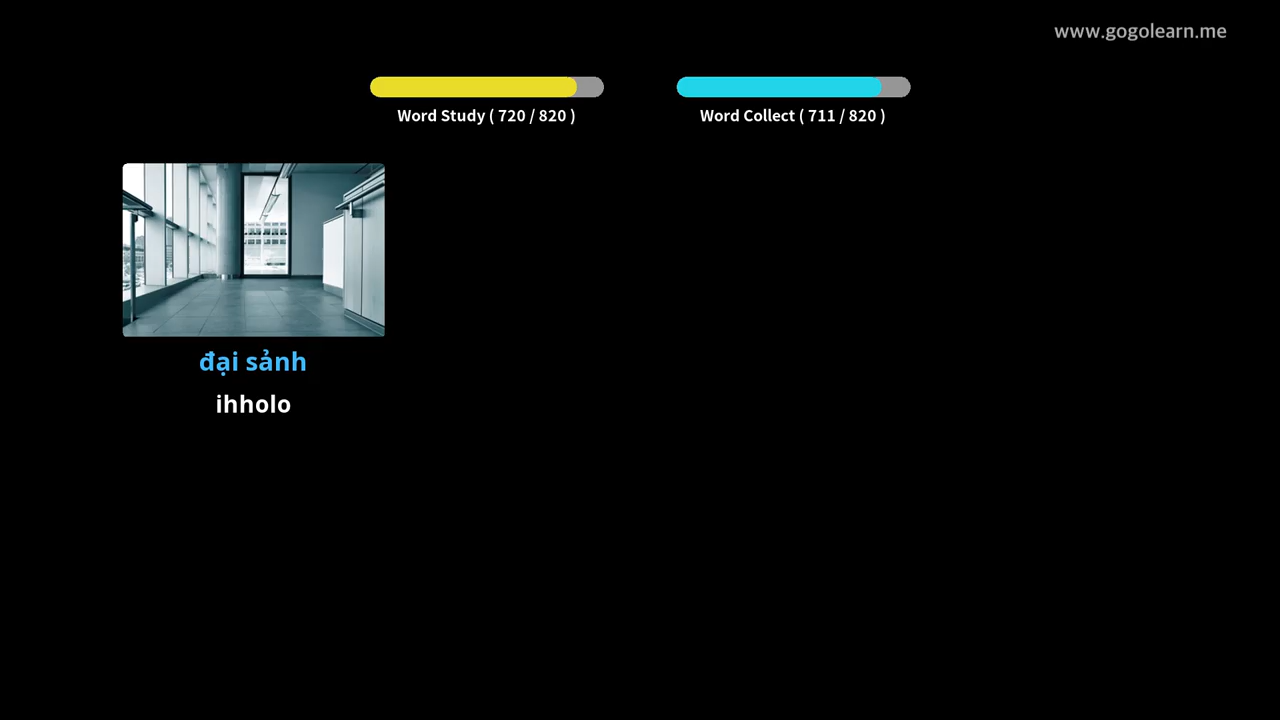 www.gogolearn.me
Word Study ( 720 / 820 )
Word Collect ( 711 / 820 )
đại sảnh
ihholo